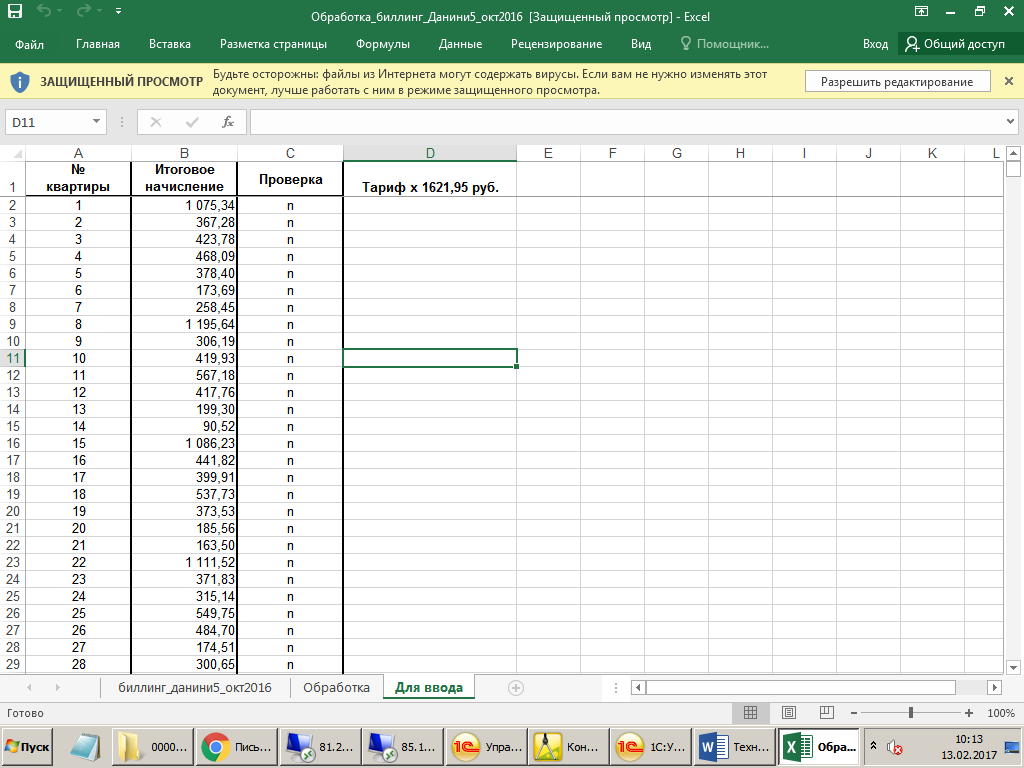 Обработка_биллинг_Данини5_окт2016 [Защищенный просмотр] - Excel
Файл Главная Вставка Разметка страницы Формулы Данные Рецензирование Вид Помощник... Вход Общий доступ
ЗАЩИЩЕННЫЙ ПРОСМОТР
Будьте осторожны: файлы из Интернета могут содержать вирусы. Если вам не нужно изменять этот
документ, лучше работать с ним в режиме защищенного просмотра.
Разрешить редактирование
D11 fx
A B C D E F G H I J K L
1 № квартиры Итоговое начисление Проверка Тариф х 1621,95 руб.
2 1 1 075,34 n
3 2 367,28 n
4 3 423,78 n
5 4 468,09 n
6 5 378,40 n
7 6 173,69 n
8 7 258,45 n
9 8 1 195,64 n
10 9 306,19 n
11 10 419,93 n
12 11 567,18 n
13 12 417,76 n
14 13 199,30 n
15 14 90,52 n
16 15 1 086,23 n
17 16 441,82 n
18 17 399,91 n
19 18 537,73 n
20 19 373,53 n
21 20 185,56 n
22 21 163,50 n
23 22 1 111,52 n
24 23 371,83 n
25 24 315,14 n
26 25 549,75 n
27 26 484,70 n
28 27 174,51 n
29 28 300,65 n
биллинг_данини5_окт2016 Обработка Для ввода
Готово 100%
Пуск 0000... Пись... 81.2... 85.1... Упра... Кон... 1С:У... Техн... Обра... 10:13
13.02.2017